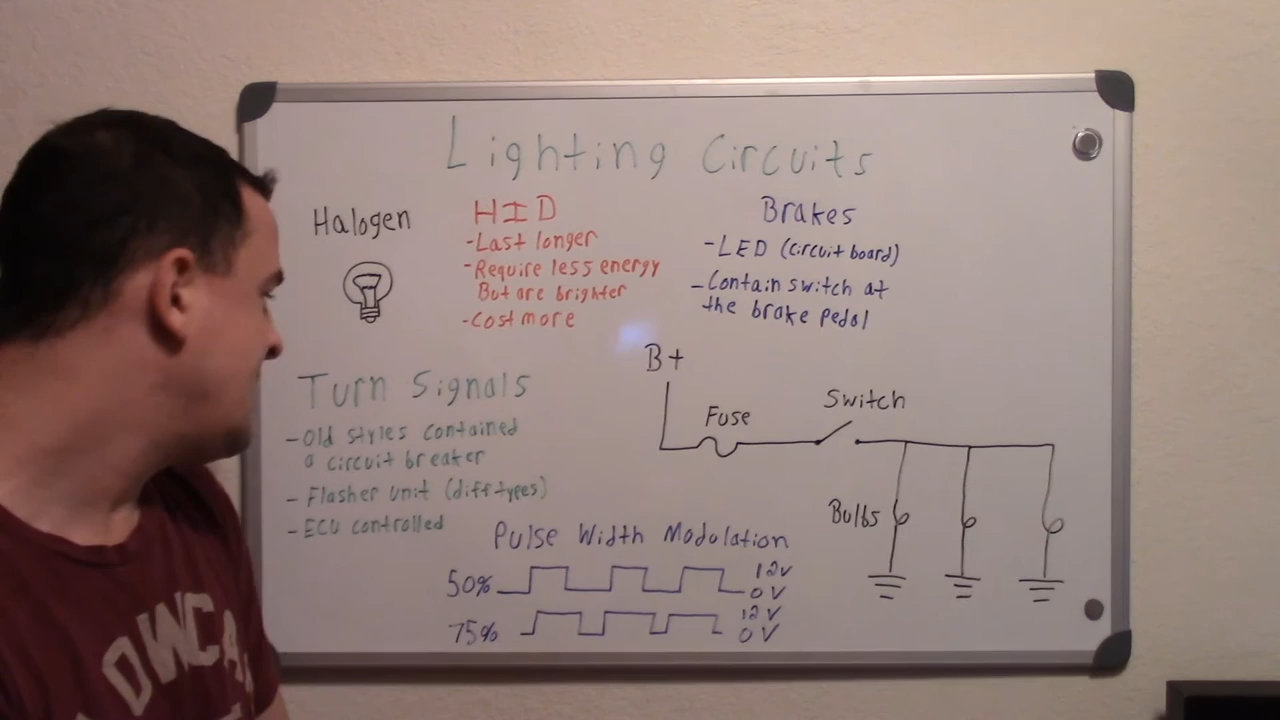 Lighting Circuits
Halogen
HID
-Last longer
-Require less energy
But are brighter
-Cost more
Brakes
-LED (circuit board)
-Contain switch at
the brake pedal
Turn Signals
-Old styles contained
a circuit breaker
-Flasher unit (diff types)
-ECU controlled
B+
Fuse
Switch
Bulbs
Pulse Width Modulation
50%
12v
0V
75%
12V
0V